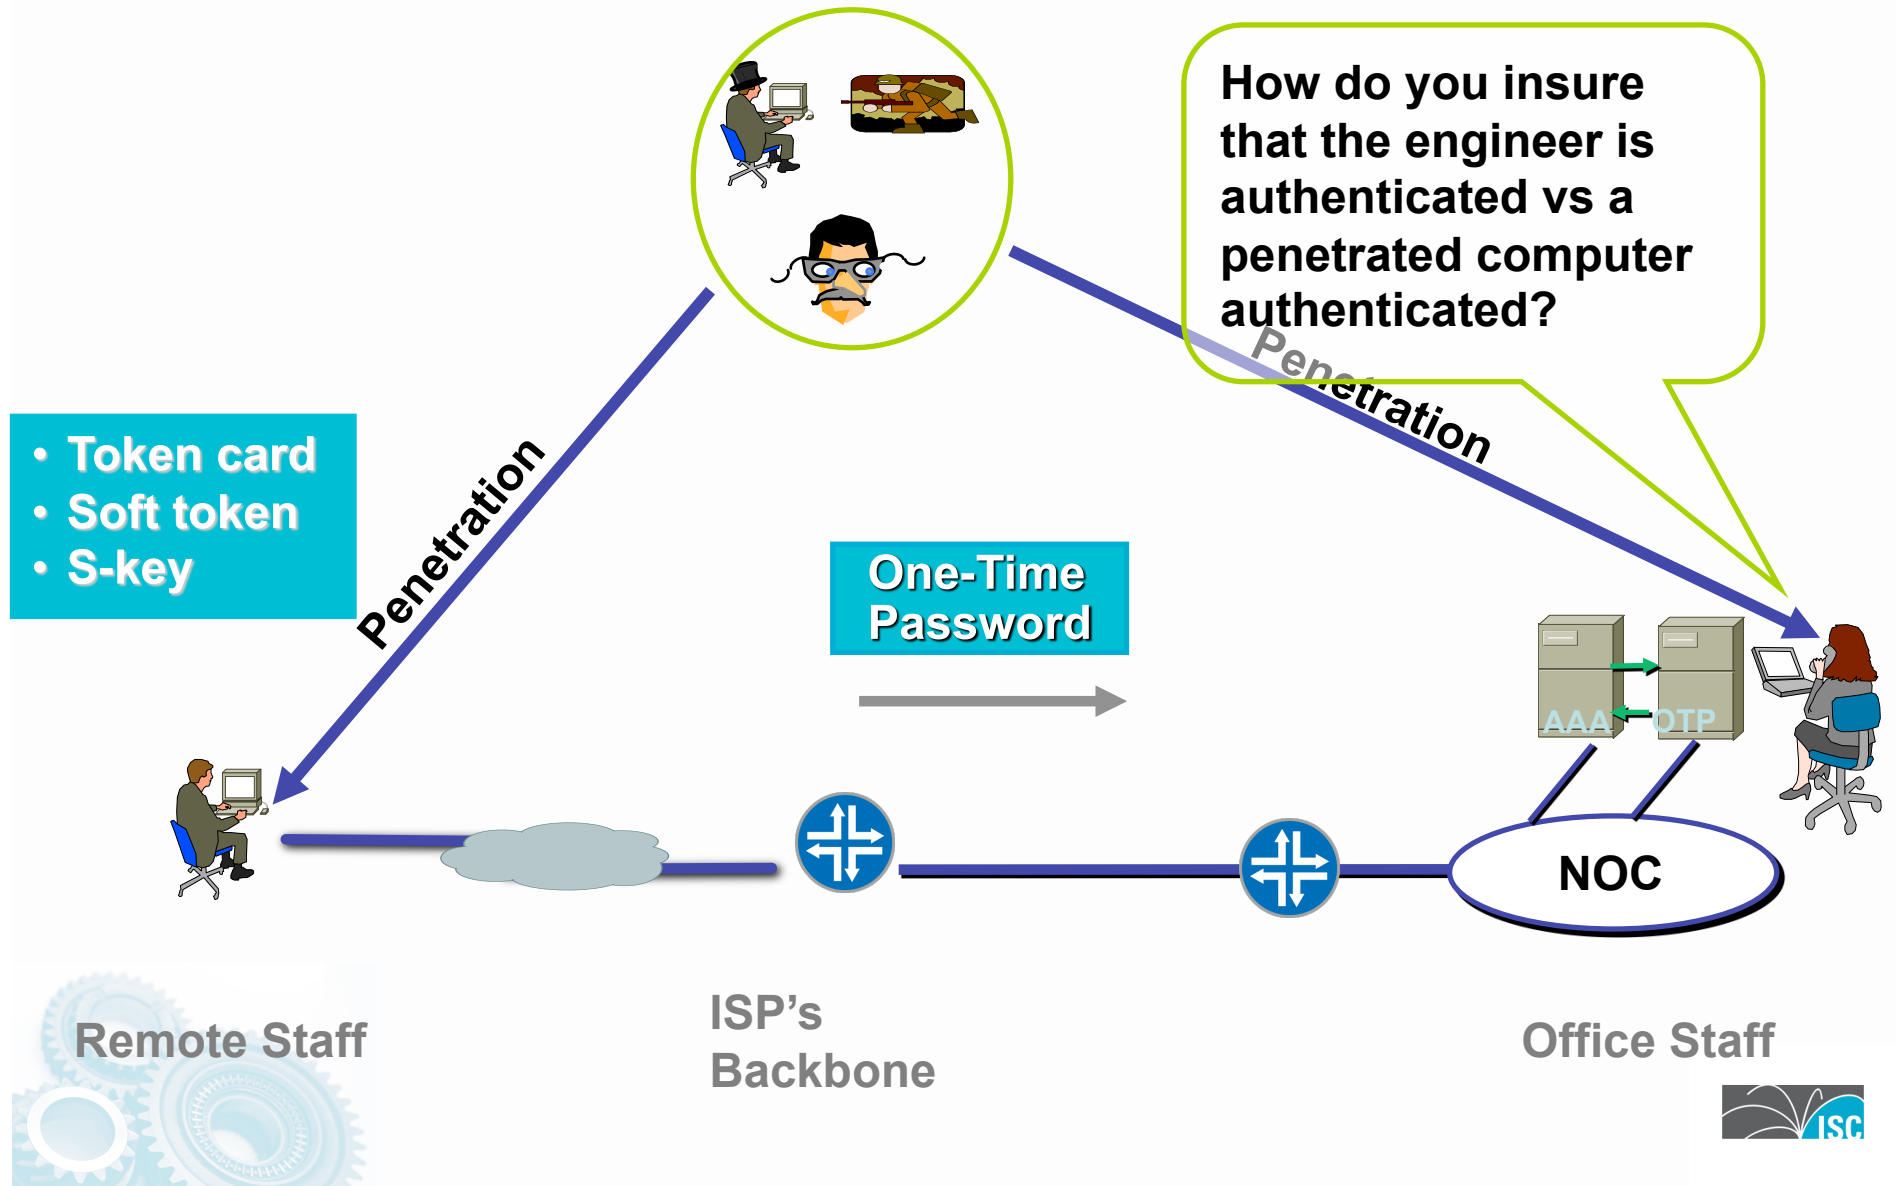 How do you insure
that the engineer is
authenticated vs a
penetrated computer
authenticated?
Penetration
• Token card
• Soft token
• S-key
Penetration
One-Time
Password
AAA
OTP
NOC
Remote Staff
ISP’s
Backbone
Office Staff
ISC